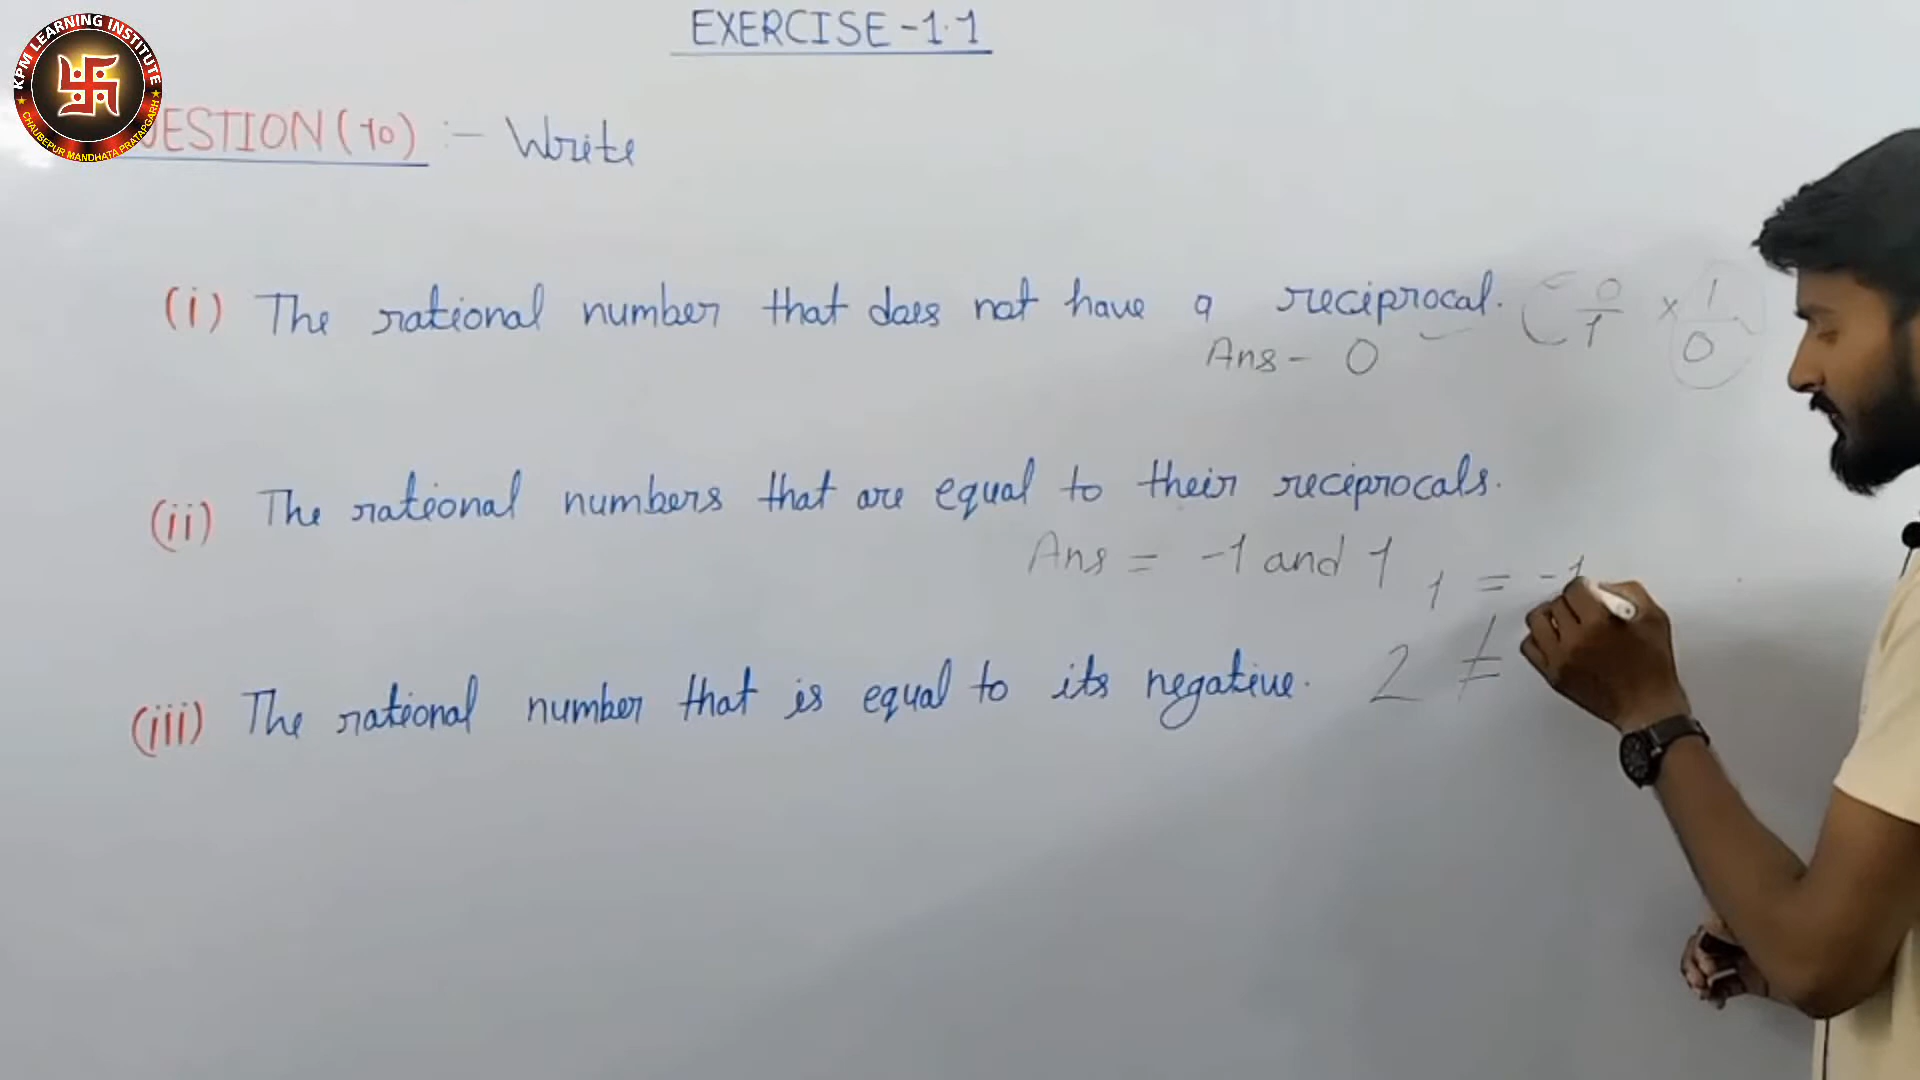 EXERCISE-1.1
KPM LEARNING INSTITUTE
CHAUBEPUR MANDHATA PRATAPGARH
UESTION (10) :- Write
(i) The rational number that does not have a reciprocal. ( 0/1 × 1/0
Ans - 0
(ii) The rational numbers that are equal to their reciprocals.
Ans = -1 and 1
1 = -1
(iii) The rational number that is equal to its negative. 2 ≠